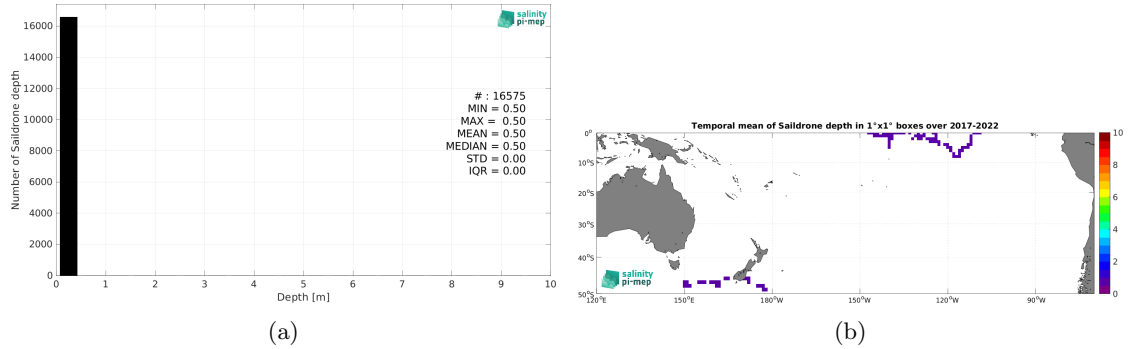 salinity
pi-mep
16000
14000
12000
10000
8000
6000
4000
2000
0
Number of Saildrone depth
# : 16575
MIN = 0.50
MAX = 0.50
MEAN = 0.50
MEDIAN = 0.50
STD = 0.00
IQR = 0.00
0 1 2 3 4 5 6 7 8 9 10
Depth [m]
(a)
Temporal mean of Saildrone depth in 1°x1° boxes over 2017-2022
0°
10°S
20°S
30°S
40°S
50°S
120°E 150°E 180°W 150°W 120°W 90°W
salinity
pi-mep
10
8
6
4
2
0
(b)